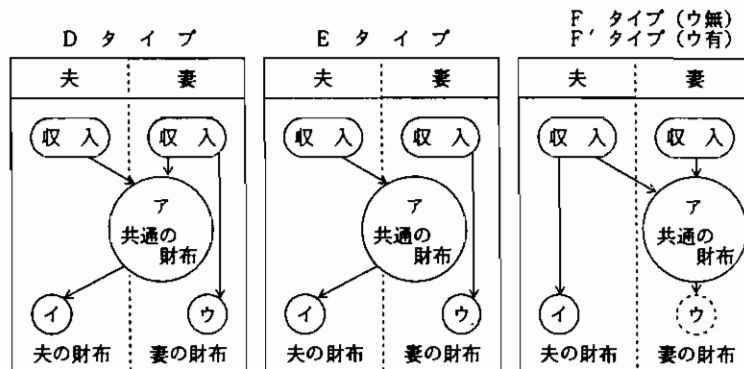 D タ イ プ
夫 妻
収 入 収 入
ア
共通の
財布
イ ウ
夫の財布 妻の財布
E タ イ プ
夫 妻
収 入 収 入
ア
共通の
財布
イ ウ
夫の財布 妻の財布
F タ イ プ (ウ無)
F' タ イ プ (ウ有)
夫 妻
収 入 収 入
ア
共通の
財布
イ ウ
夫の財布 妻の財布